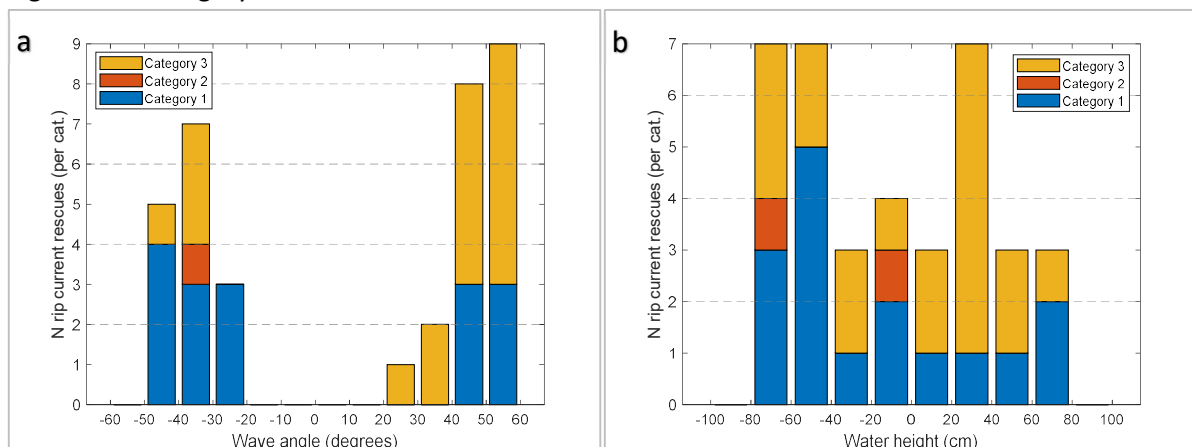 a
9
8
7
6
5
4
3
2
1
0
N rip current rescues (per cat.)
Category 3
Category 2
Category 1
-60 -50 -40 -30 -20 -10 0 10 20 30 40 50 60
Wave angle (degrees)
b
7
6
5
4
3
2
1
0
N rip current rescues (per cat.)
Category 3
Category 2
Category 1
-100 -80 -60 -40 -20 0 20 40 60 80 100
Water height (cm)